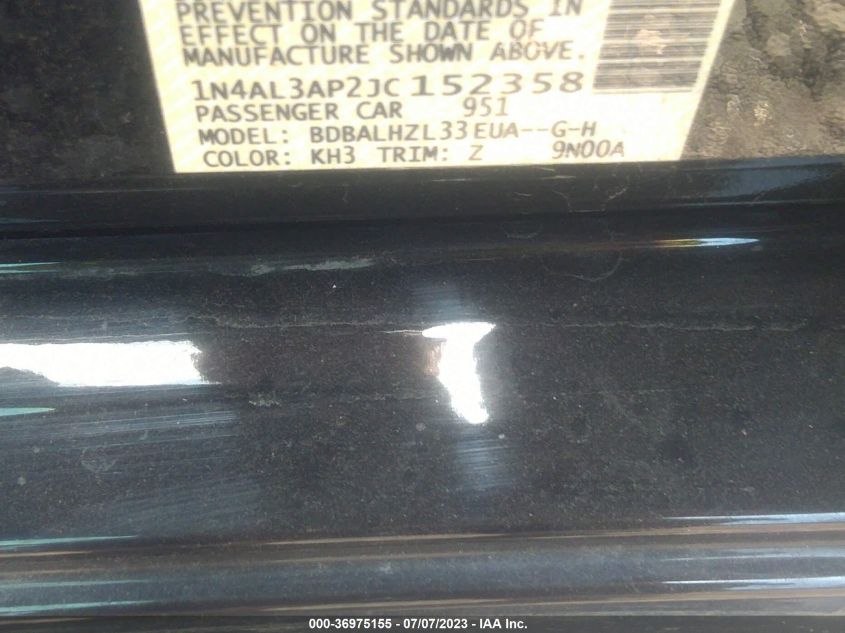 PREVENTION STANDARDS IN
EFFECT ON THE DATE OF
MANUFACTURE SHOWN ABOVE.
1N4AL3AP2JC152358
PASSENGER CAR 951
MODEL: BDBALHZL33EUA--G-H
COLOR: KH3 TRIM: Z 9N00A
000-36975155 - 07/07/2023 - IAA Inc.